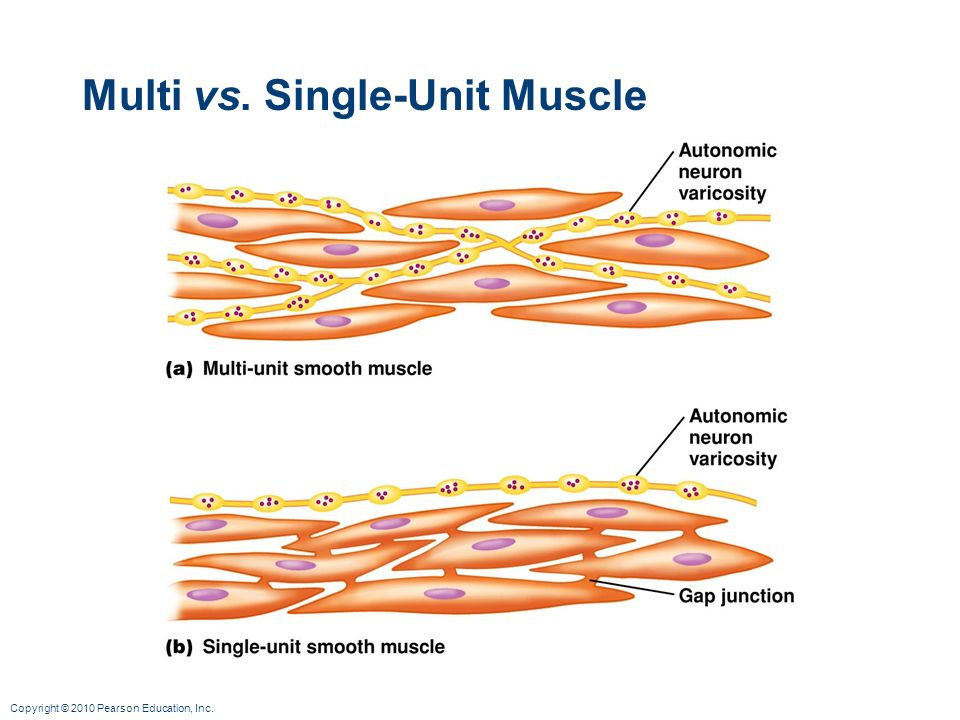 Multi vs. Single-Unit Muscle
Autonomic
neuron
varicosity
(a) Multi-unit smooth muscle
Autonomic
neuron
varicosity
Gap junction
(b) Single-unit smooth muscle
Copyright © 2010 Pearson Education, Inc.